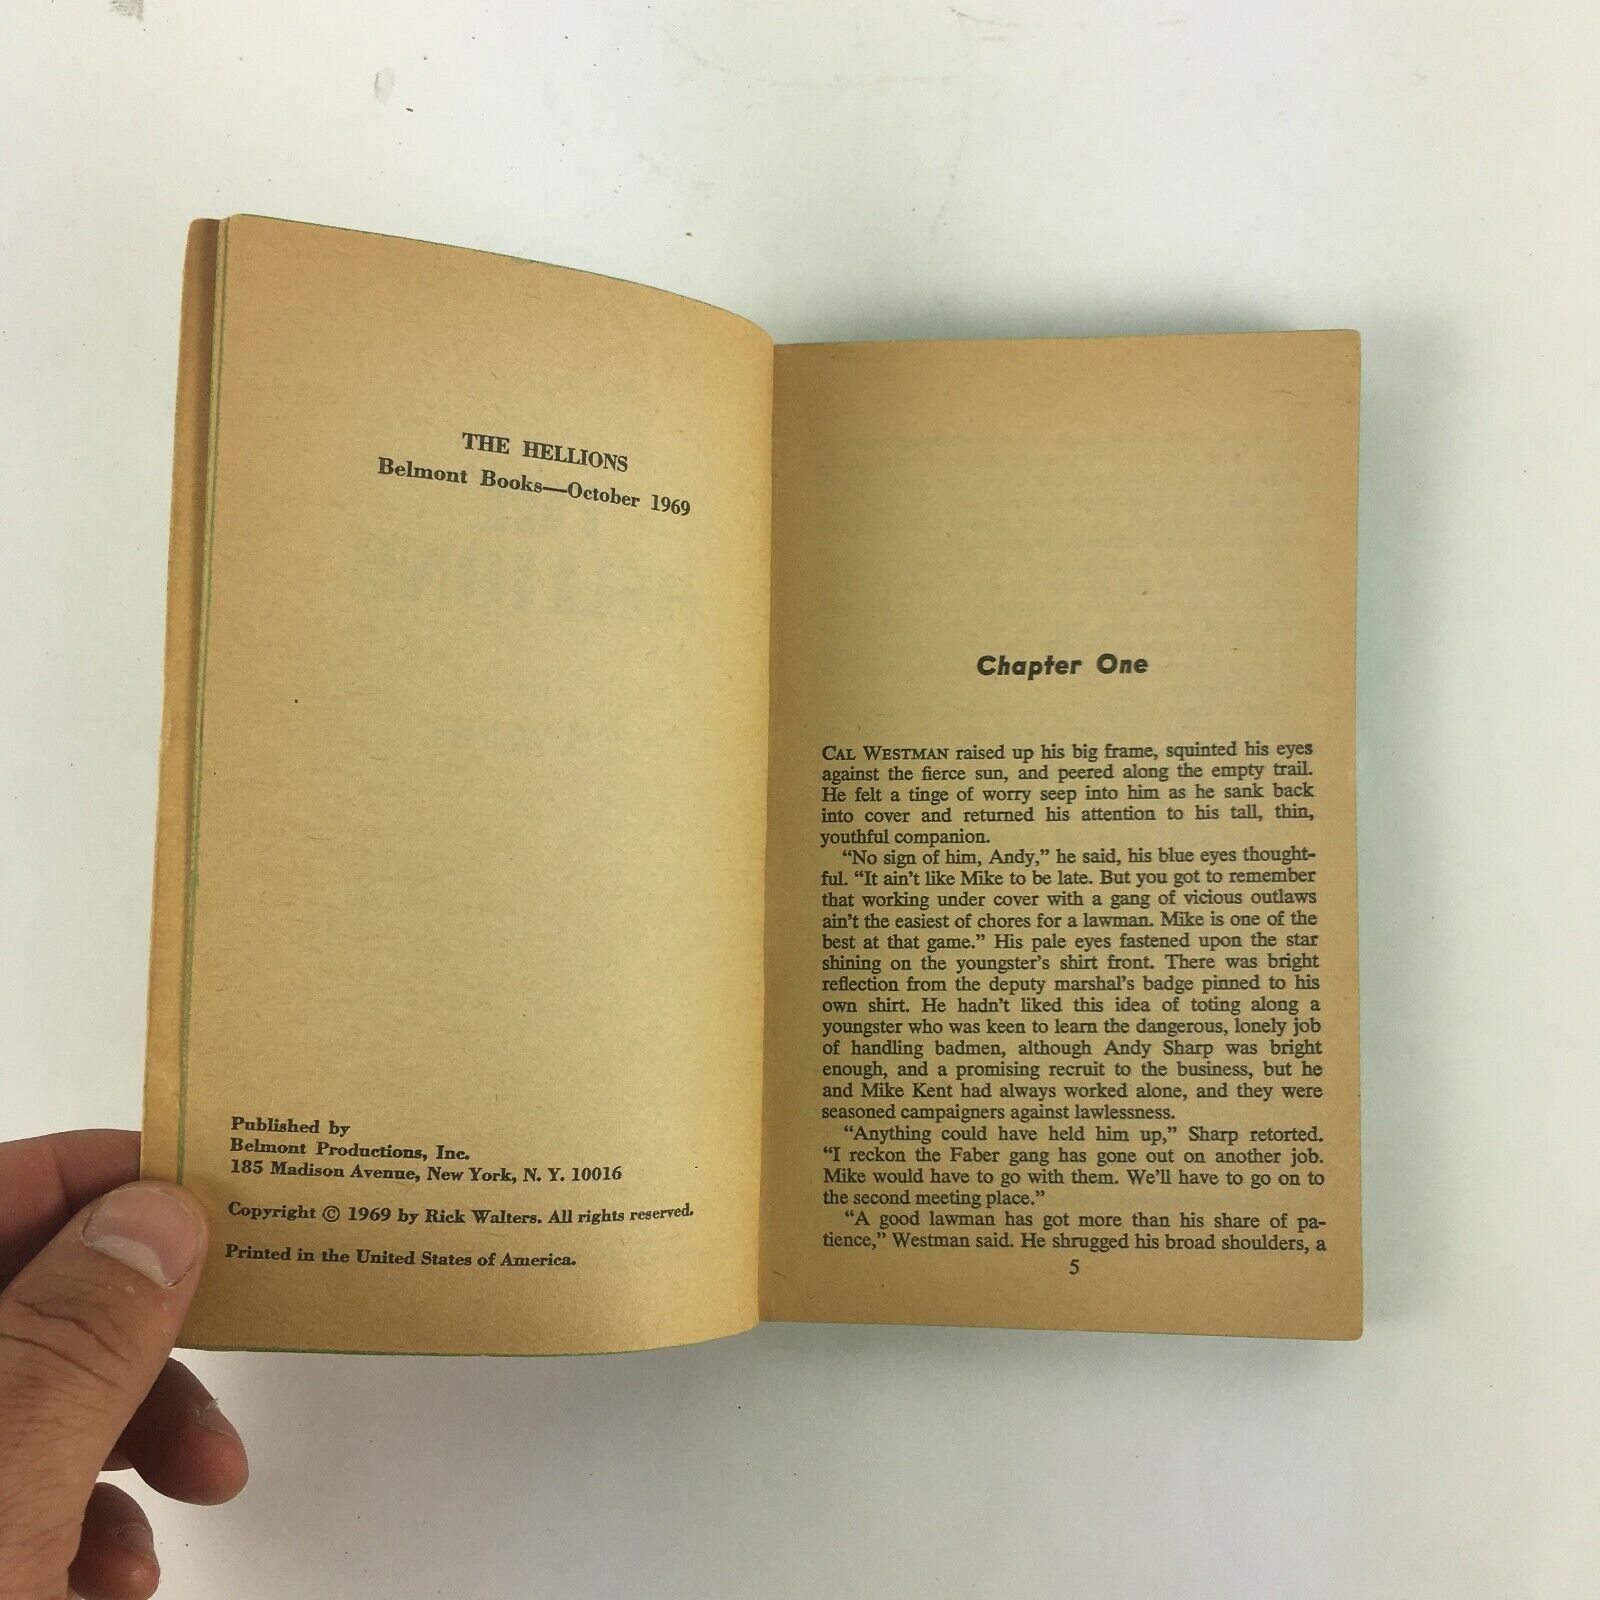 THE HELLIONS
Belmont Books—October 1969
Published by
Belmont Productions, Inc.
185 Madison Avenue, New York, N. Y. 10016
Copyright © 1969 by Rick Walters. All rights reserved.
Printed in the United States of America.
Chapter One
CAL WESTMAN raised up his big frame, squinted his eyes
against the fierce sun, and peered along the empty trail.
He felt a tinge of worry seep into him as he sank back
into cover and returned his attention to his tall, thin,
youthful companion.
“No sign of him, Andy,” he said, his blue eyes thought-
ful. “It ain’t like Mike to be late. But you got to remember
that working under cover with a gang of vicious outlaws
ain’t the easiest of chores for a lawman. Mike is one of the
best at that game.” His pale eyes fastened upon the star
shining on the youngster’s shirt front. There was bright
reflection from the deputy marshal’s badge pinned to his
own shirt. He hadn’t liked this idea of toting along a
youngster who was keen to learn the dangerous, lonely job
of handling badmen, although Andy Sharp was bright
enough, and a promising recruit to the business, but he
and Mike Kent had always worked alone, and they were
seasoned campaigners against lawlessness.
“Anything could have held him up,” Sharp retorted.
“I reckon the Faber gang has gone out on another job.
Mike would have to go with them. We’ll have to go on to
the second meeting place.”
“A good lawman has got more than his share of pa-
tience,” Westman said. He shrugged his broad shoulders, a
5